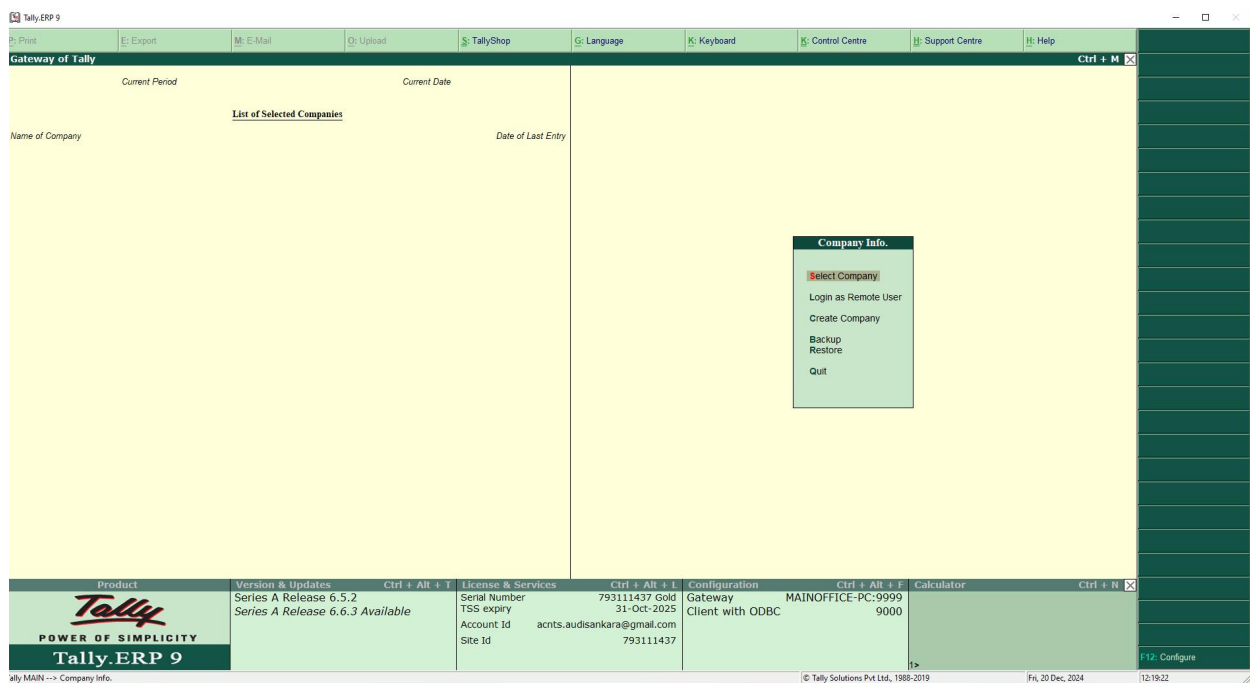 Tally.ERP 9
P: Print E: Export M: E-Mail O: Upload S: TallyShop G: Language K: Keyboard K: Control Centre H: Support Centre H: Help
Gateway of Tally Ctrl + M
Current Period Current Date
List of Selected Companies
Name of Company Date of Last Entry
Company Info.
Select Company
Login as Remote User
Create Company
Backup
Restore
Quit
Product Version & Updates Ctrl + Alt + T License & Services Ctrl + Alt + L Configuration Ctrl + Alt + F Calculator Ctrl + N
Series A Release 6.5.2 Serial Number 793111437 Gold Gateway MAINOFFICE-PC:9999
Series A Release 6.6.3 Available TSS expiry 31-Oct-2025 Client with ODBC 9000
Tally Account Id acnts.audisankara@gmail.com
POWER OF SIMPLICITY Site Id 793111437
Tally.ERP 9 1> F12: Configure
Tally MAIN --> Company Info. © Tally Solutions Pvt Ltd., 1988-2019 Fri, 20 Dec, 2024 12:19:22